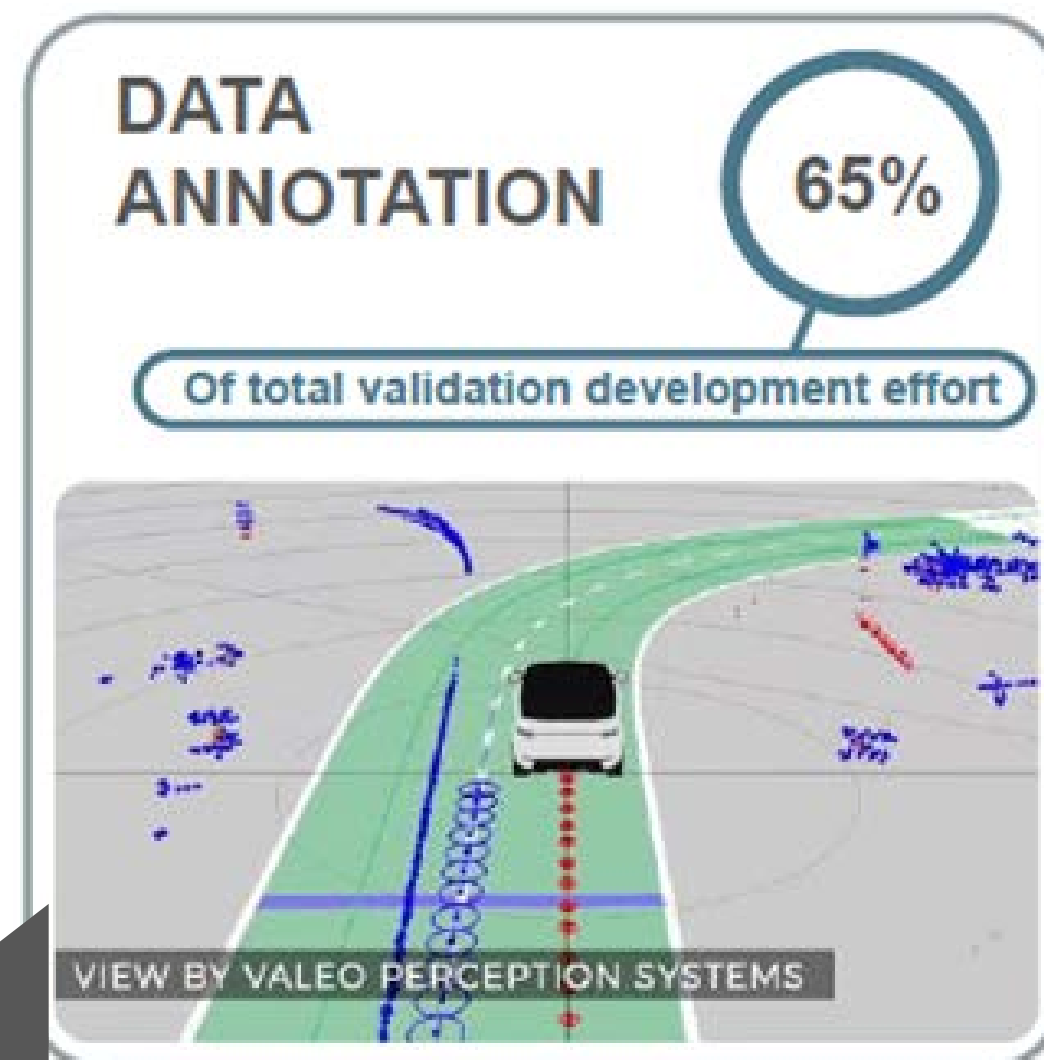 DATA
ANNOTATION
65%
Of total validation development effort
VIEW BY VALEO PERCEPTION SYSTEMS